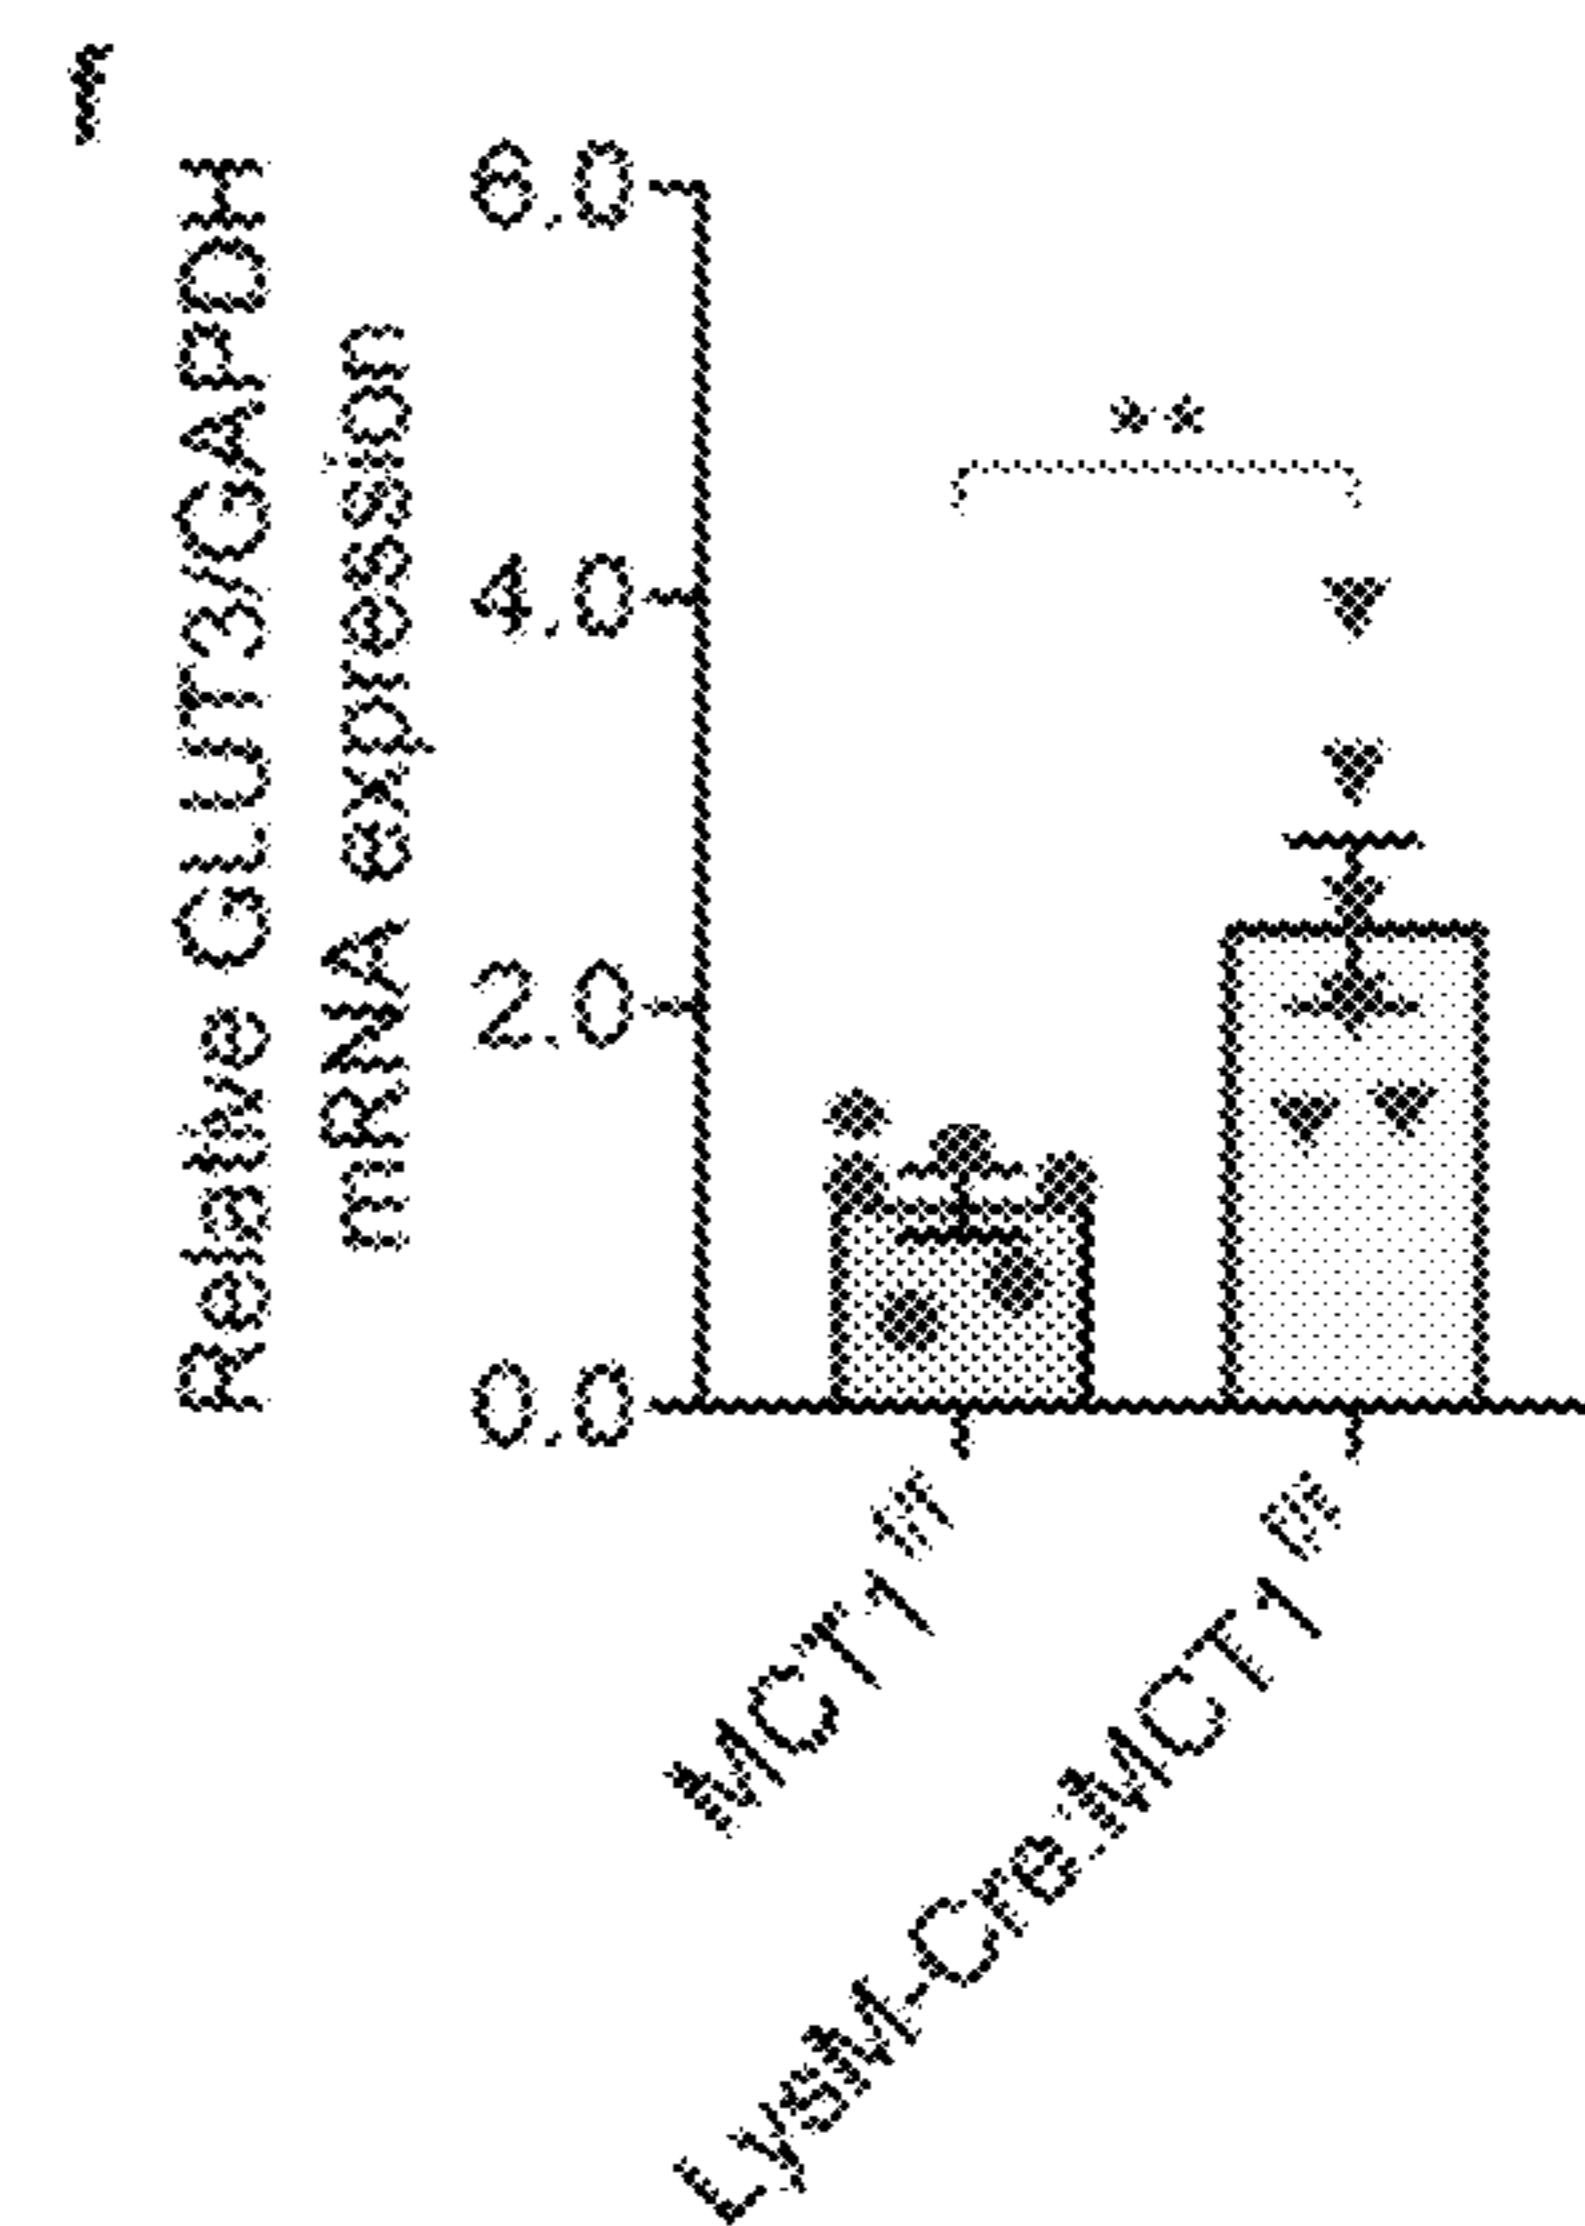 f
Relative GLUT3/GAPDH
mRNA expression
6.0
4.0
2.0
0.0
**
MCT1 f/f
LysM-Cre:MCT1 f/f